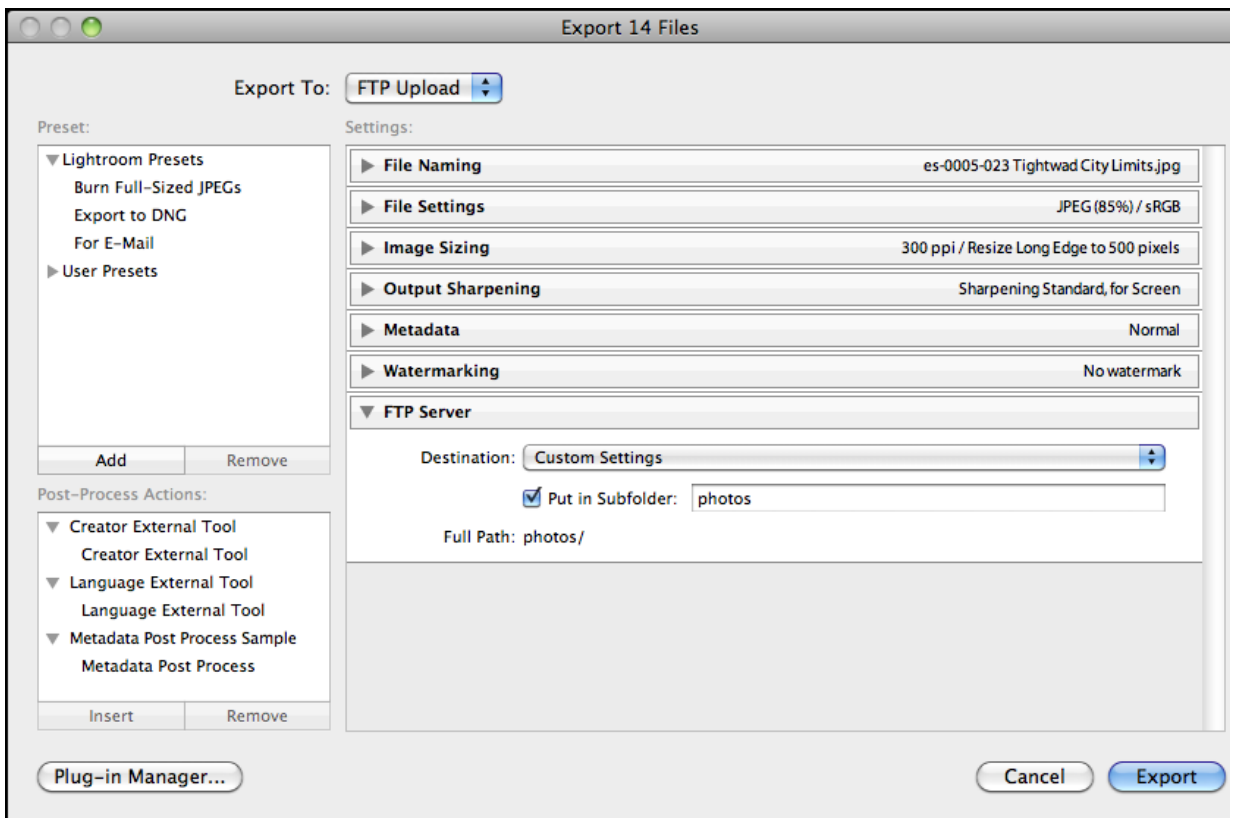 Export 14 Files
Export To: FTP Upload
Preset:
Lightroom Presets
Burn Full-Sized JPEGs
Export to DNG
For E-Mail
User Presets
Add Remove
Post-Process Actions:
Creator External Tool
Creator External Tool
Language External Tool
Language External Tool
Metadata Post Process Sample
Metadata Post Process
Insert Remove
Settings:
File Naming es-0005-023 Tightwad City Limits.jpg
File Settings JPEG (85%) / sRGB
Image Sizing 300 ppi / Resize Long Edge to 500 pixels
Output Sharpening Sharpening Standard, for Screen
Metadata Normal
Watermarking No watermark
FTP Server
Destination: Custom Settings
Put in Subfolder: photos
Full Path: photos/
Plug-in Manager... Cancel Export